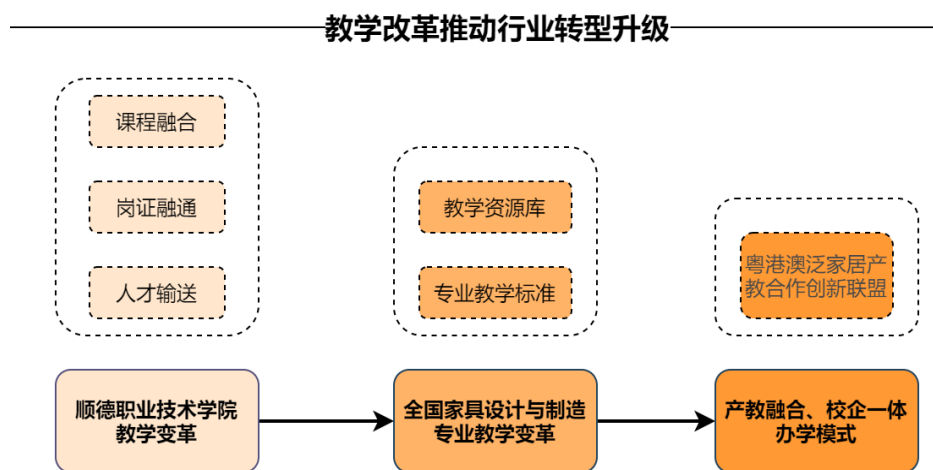 教学改革推动行业转型升级
课程融合
岗证融通
人才输送
教学资源库
专业教学标准
粤港澳泛家居产
教合作创新联盟
顺德职业技术学院
教学变革
全国家具设计与制造
专业教学变革
产教融合、校企一体
办学模式